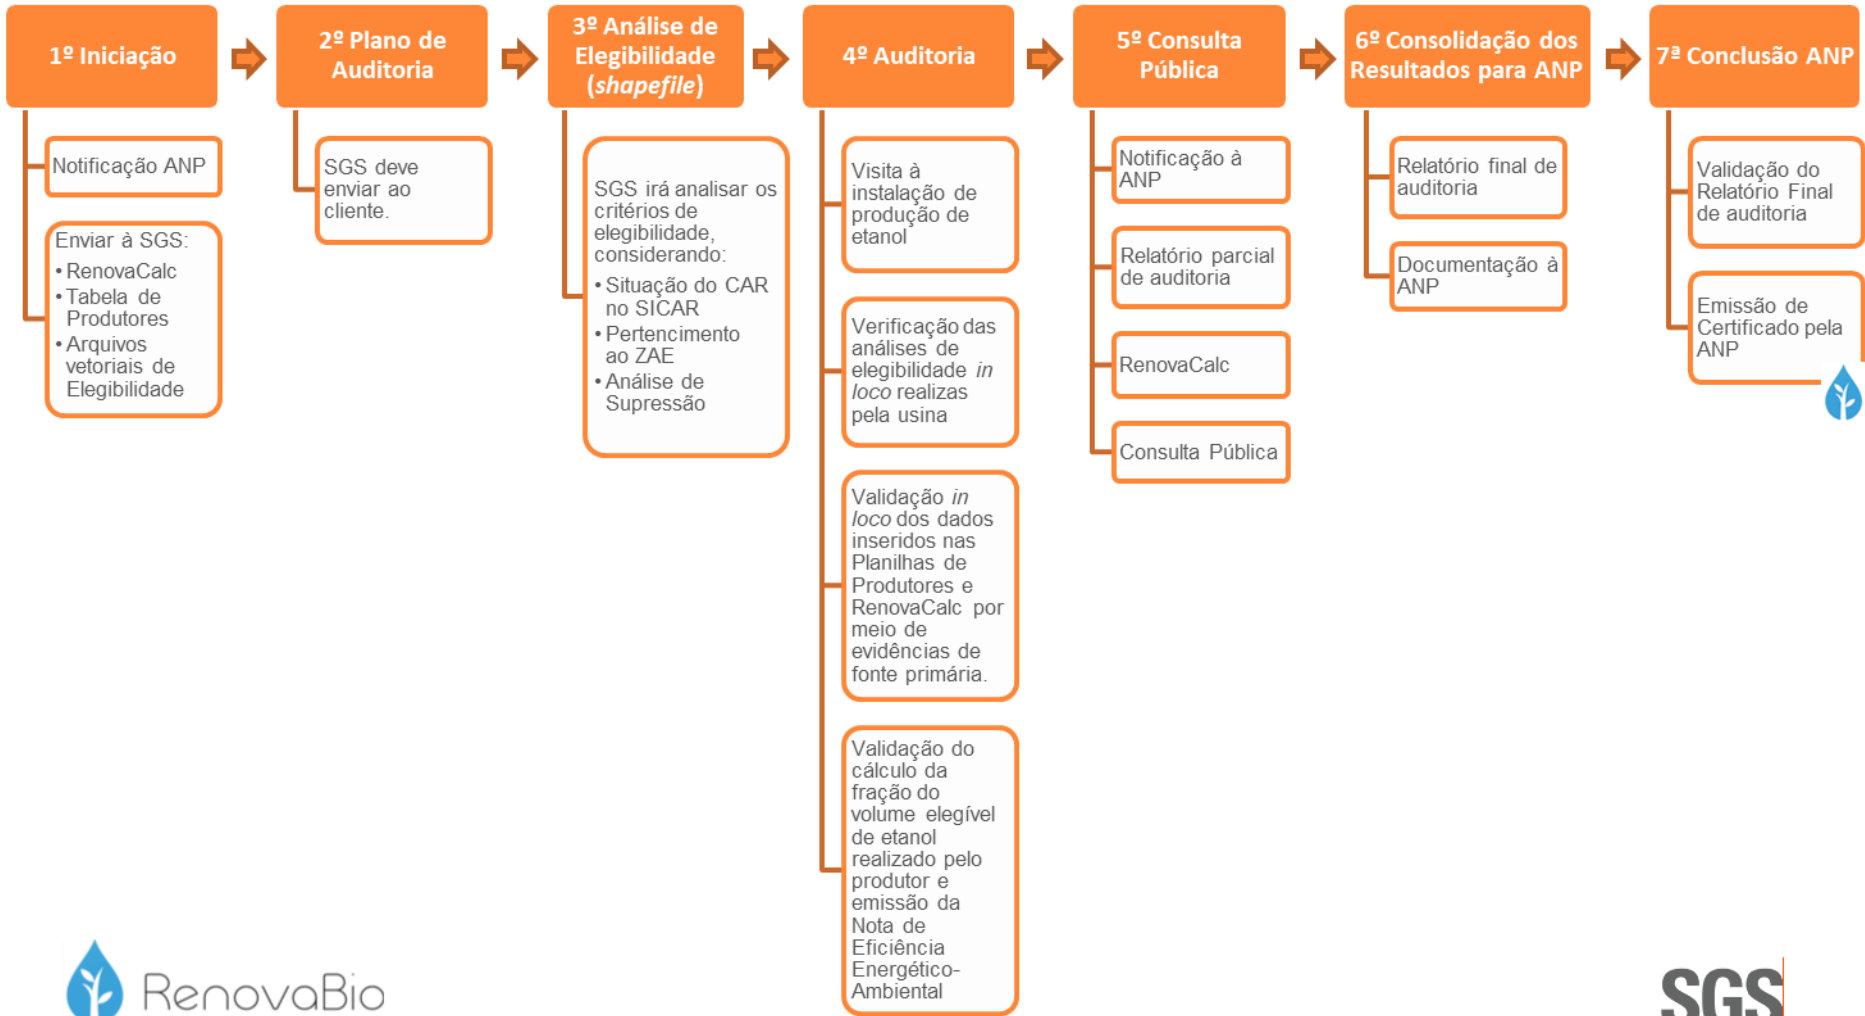 1º Iniciação
Notificação ANP
Enviar à SGS:
• RenovaCalc
• Tabela de
Produtores
• Arquivos
vetoriais de
Elegibilidade
2º Plano de
Auditoria
SGS deve
enviar ao
cliente.
3º Análise de
Elegibilidade
(shapefile)
SGS irá analisar os
critérios de
elegibilidade,
considerando:
• Situação do CAR
no SICAR
• Pertencimento
ao ZAE
• Análise de
Supressão
4º Auditoria
Visita à
instalação de
produção de
etanol
Verificação das
análises de
elegibilidade in
loco realizas
pela usina
Validação in
loco dos dados
inseridos nas
Planilhas de
Produtores e
RenovaCalc por
meio de
evidências de
fonte primária.
Validação do
cálculo da
fração do
volume elegível
de etanol
realizado pelo
produtor e
emissão da
Nota de
Eficiência
Energético-
Ambiental
5º Consulta
Pública
Notificação à
ANP
Relatório parcial
de auditoria
RenovaCalc
Consulta Pública
6º Consolidação dos
Resultados para ANP
Relatório final de
auditoria
Documentação à
ANP
7ª Conclusão ANP
Validação do
Relatório Final
de auditoria
Emissão de
Certificado pela
ANP
RenovaBio
SGS